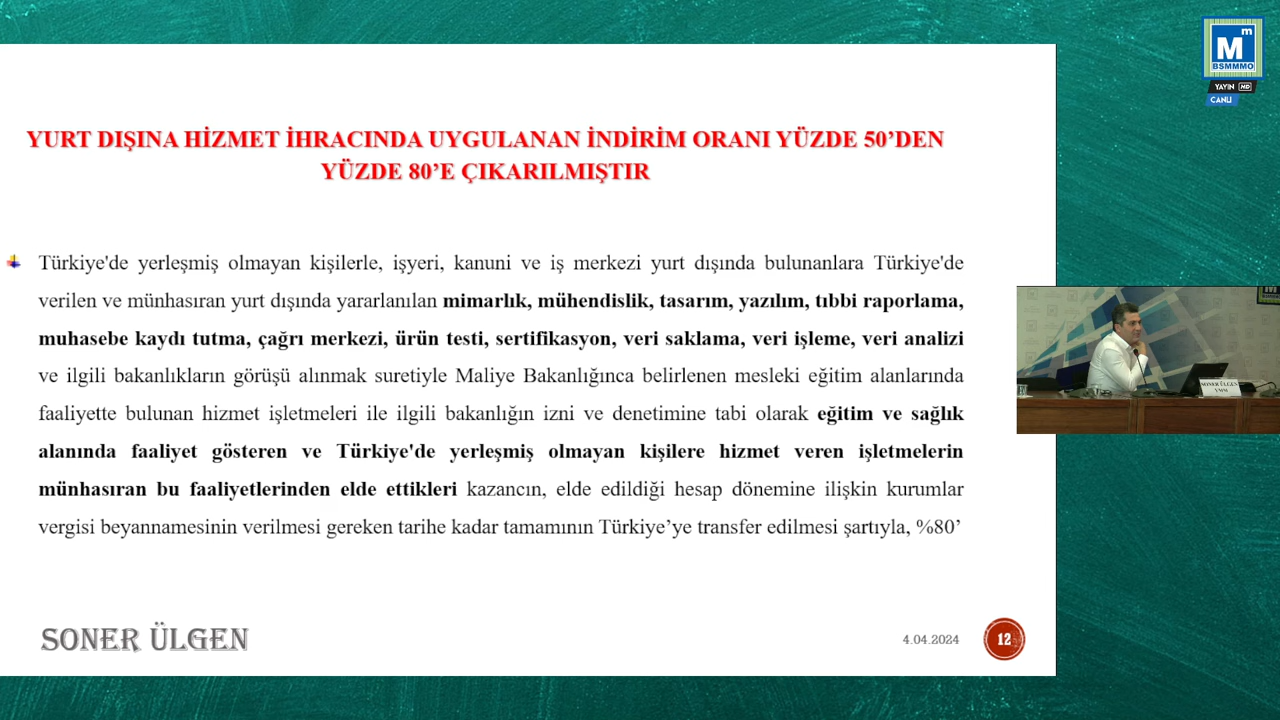 YURT DIŞINA HİZMET İHRACINDA UYGULANAN İNDİRİM ORANI YÜZDE 50’DEN
YÜZDE 80’E ÇIKARILMIŞTIR
Türkiye'de yerleşmiş olmayan kişilerle, işyeri, kanuni ve iş merkezi yurt dışında bulunanlara Türkiye'de
verilen ve münhasıran yurt dışında yararlanılan mimarlık, mühendislik, tasarım, yazılım, tıbbi raporlama,
muhasebe kaydı tutma, çağrı merkezi, ürün testi, sertifikasyon, veri saklama, veri işleme, veri analizi
ve ilgili bakanlıkların görüşü alınmak suretiyle Maliye Bakanlığınca belirlenen mesleki eğitim alanlarında
faaliyette bulunan hizmet işletmeleri ile ilgili bakanlığın izni ve denetimine tabi olarak eğitim ve sağlık
alanında faaliyet gösteren ve Türkiye'de yerleşmiş olmayan kişilere hizmet veren işletmelerin
münhasıran bu faaliyetlerinden elde ettikleri kazancın, elde edildiği hesap dönemine ilişkin kurumlar
vergisi beyannamesinin verilmesi gereken tarihe kadar tamamının Türkiye’ye transfer edilmesi şartıyla, %80’
SONER ÜLGEN
4.04.2024
12
M m
BSMMMO
YAYIN HD
CANLI
SONER ÜLGEN
YMM